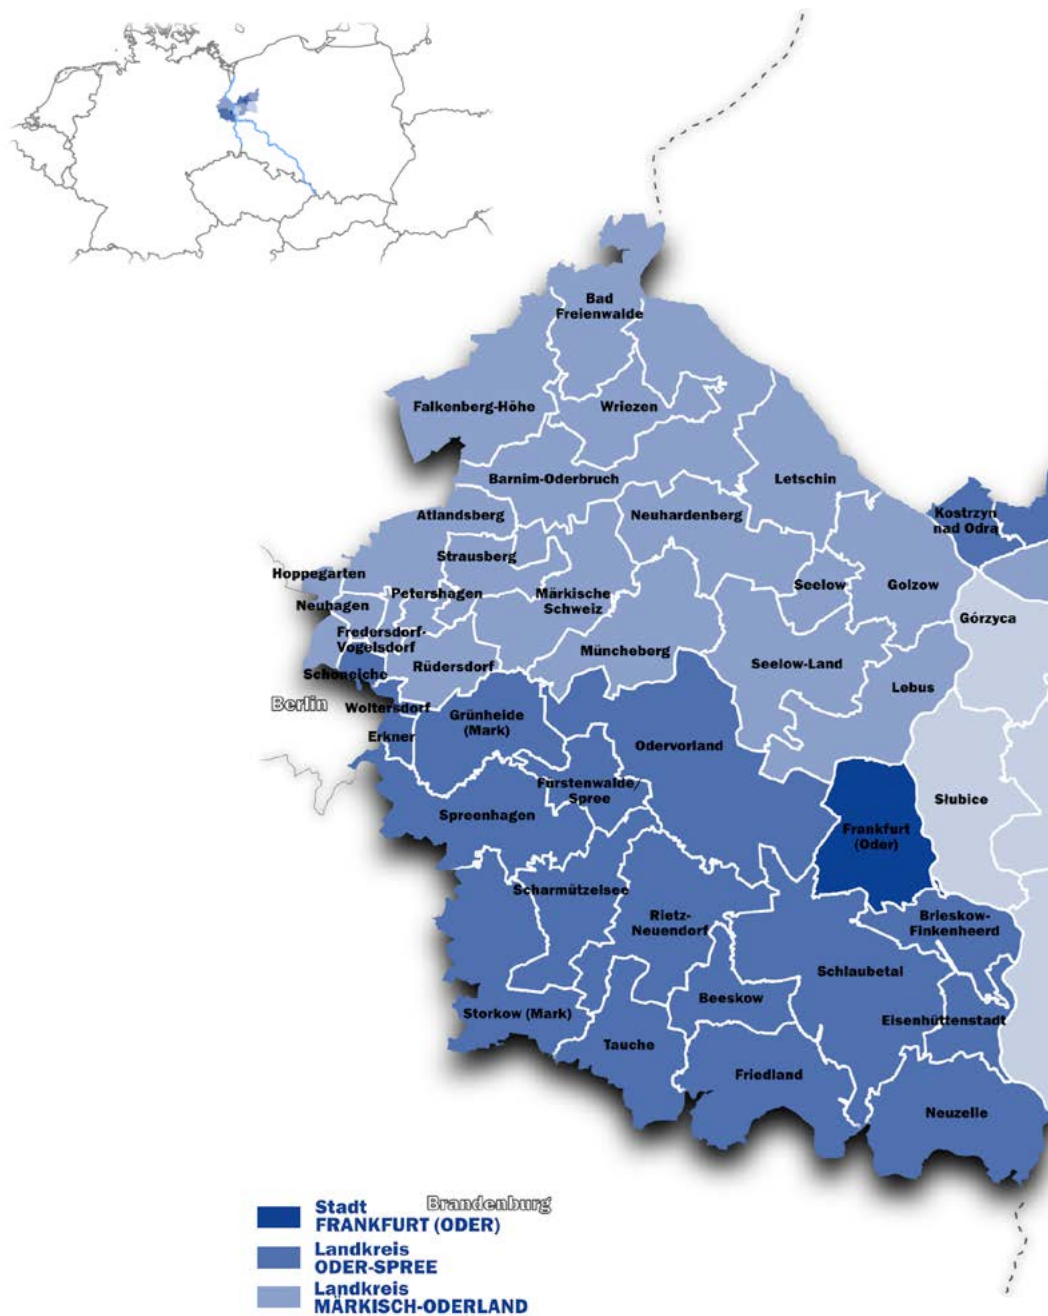 Bad
Freienwalde
Falkenberg-Höhe
Wriezen
Barnim-Oderbruch
Letschin
Atlandsberg
Neuhardenberg
Kostrzyn
nad Odrą
Strausberg
Hoppegarten
Petershagen
Märkische
Schweiz
Seelow
Golzow
Neuhagen
Górzyca
Fredersdorf-
Vogelsdorf
Müncheberg
Schöneiche
Rüdersdorf
Seelow-Land
Lebus
Berlin
Woltersdorf
Grünheide
(Mark)
Erkner
Odervorland
Fürstenwalde/
Spree
Słubice
Spreenhagen
Frankfurt
(Oder)
Scharmützelsee
Rietz-
Neuendorf
Brieskow-
Finkenheerd
Schlaubetal
Beeskow
Storkow (Mark)
Eisenhüttenstadt
Tauche
Friedland
Neuzelle
Brandenburg
Stadt
FRANKFURT (ODER)
Landkreis
ODER-SPREE
Landkreis
MÄRKISCH-ODERLAND